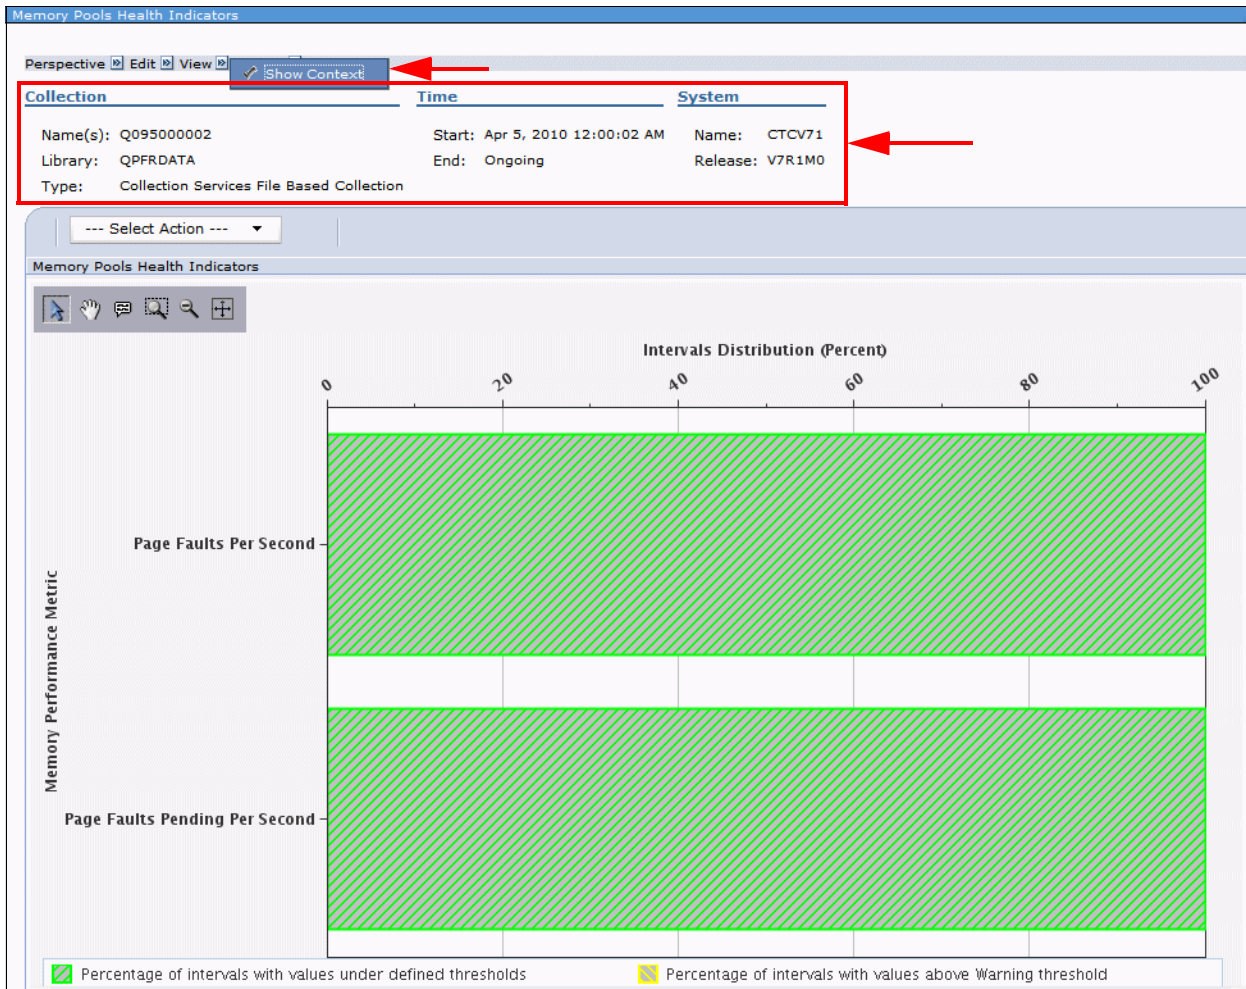 Memory Pools Health Indicators
Perspective Edit View
Show Context
Collection Time System
Name(s): Q095000002 Start: Apr 5, 2010 12:00:02 AM Name: CTCV71
Library: QPFRDATA End: Ongoing Release: V7R1M0
Type: Collection Services File Based Collection
--- Select Action ---
Memory Pools Health Indicators
Intervals Distribution (Percent)
0 20 40 60 80 100
Page Faults Per Second
Memory Performance Metric
Page Faults Pending Per Second
Percentage of intervals with values under defined thresholds Percentage of intervals with values above Warning threshold